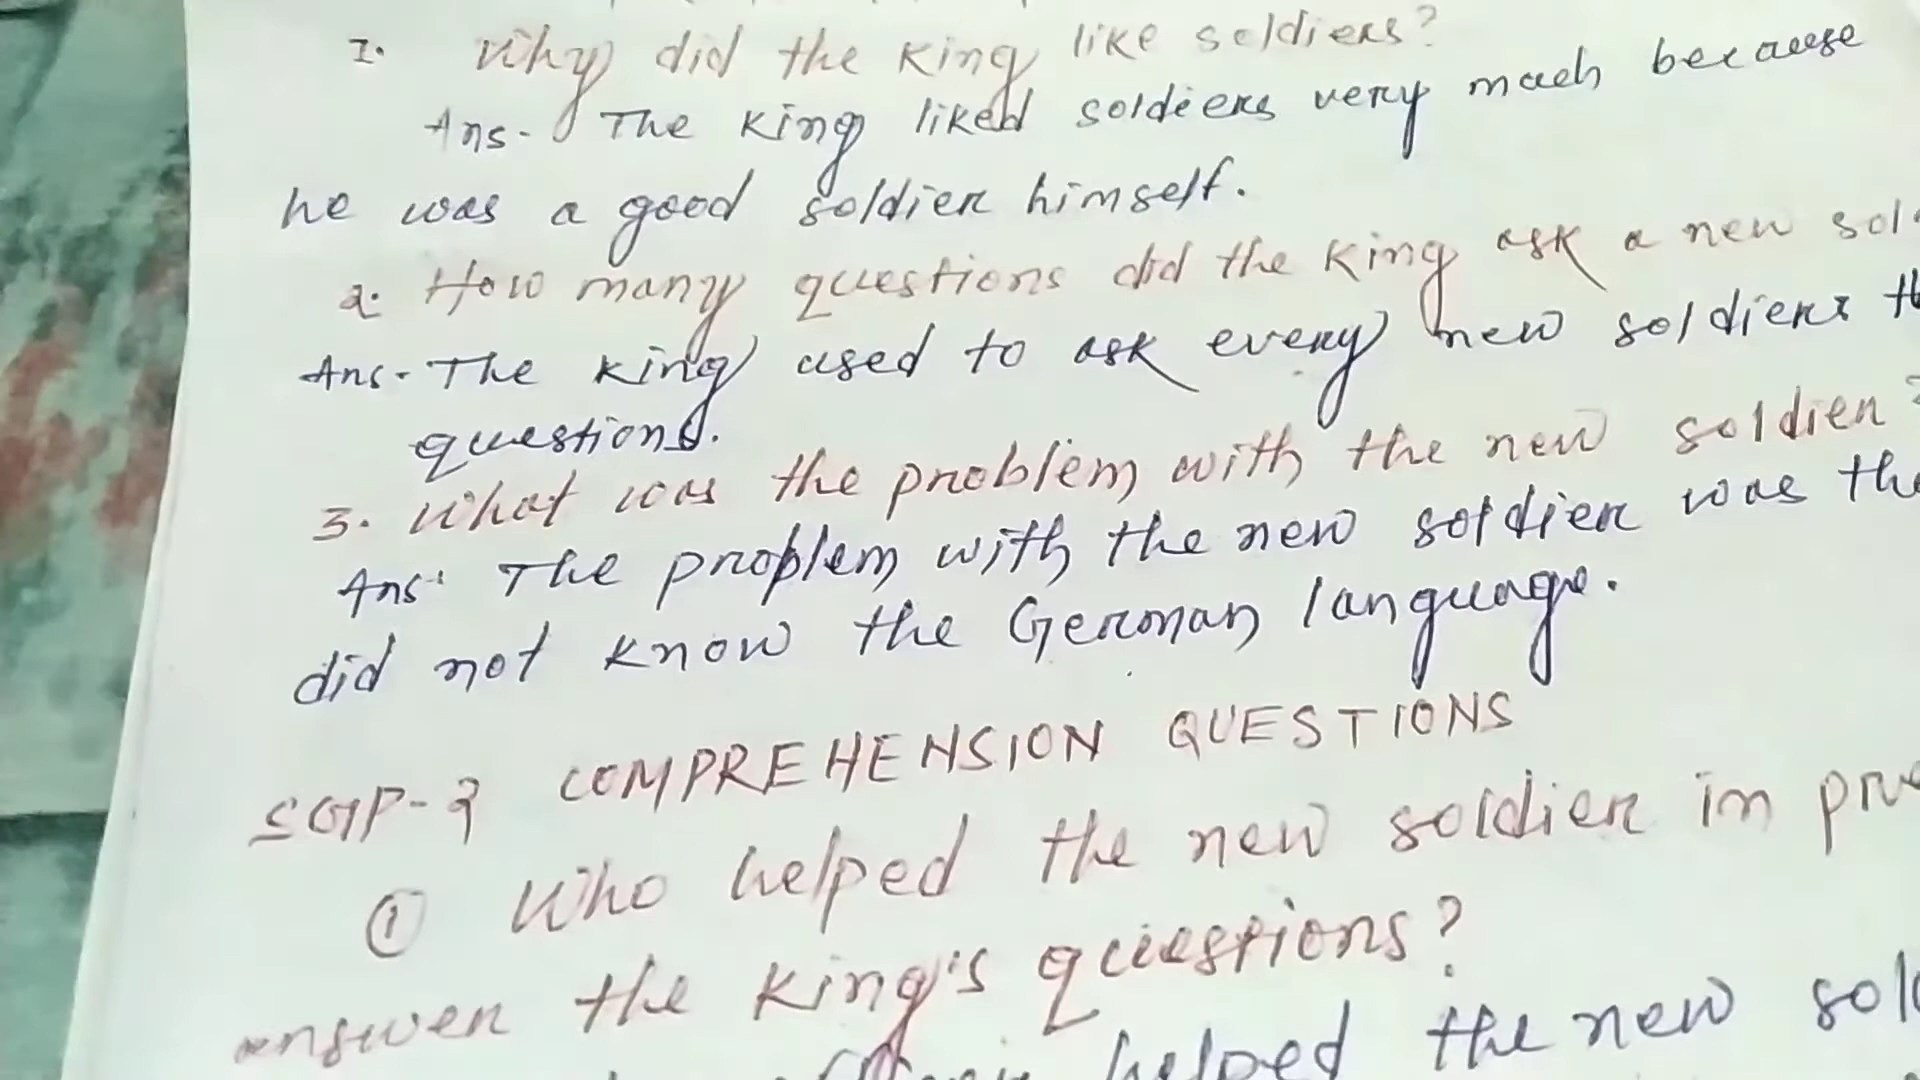 1. Why did the King like soldiers?
Ans- The King liked soldiers very much because
he was a good soldier himself.
2. How many questions did the King ask a new sol
Ans- The King used to ask every new soldiers th
questions.
3. What was the problem with the new soldier?
Ans: The problem with the new soldier was the
did not know the German language.
SGP-2 COMPREHENSION QUESTIONS
① Who helped the new soldier in
answer the King's questions?
helped the new sol